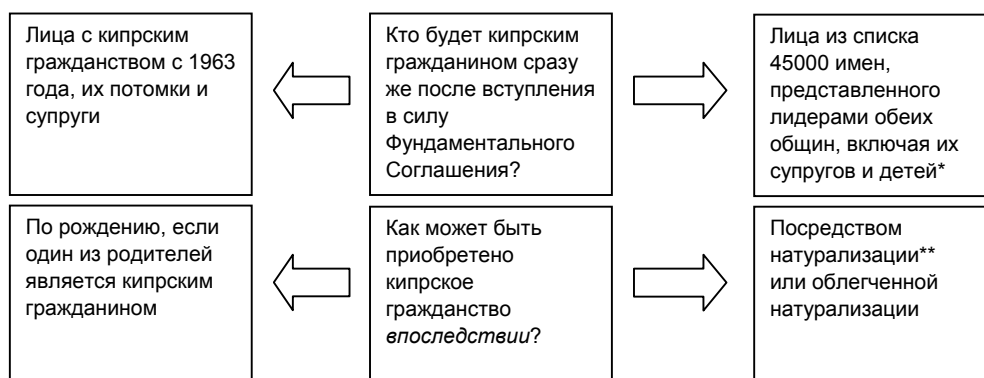 Лица с кипрским
гражданством с 1963
года, их потомки и
супруги
Кто будет кипрским
гражданином сразу
же после вступления
в силу
Фундаментального
Соглашения?
Лица из списка
45000 имен,
представленного
лидерами обеих
общин, включая их
супругов и детей*
По рождению, если
один из родителей
является кипрским
гражданином
Как может быть
приобретено
кипрское
гражданство
впоследствии?
Посредством
натурализации**
или облегченной
натурализации